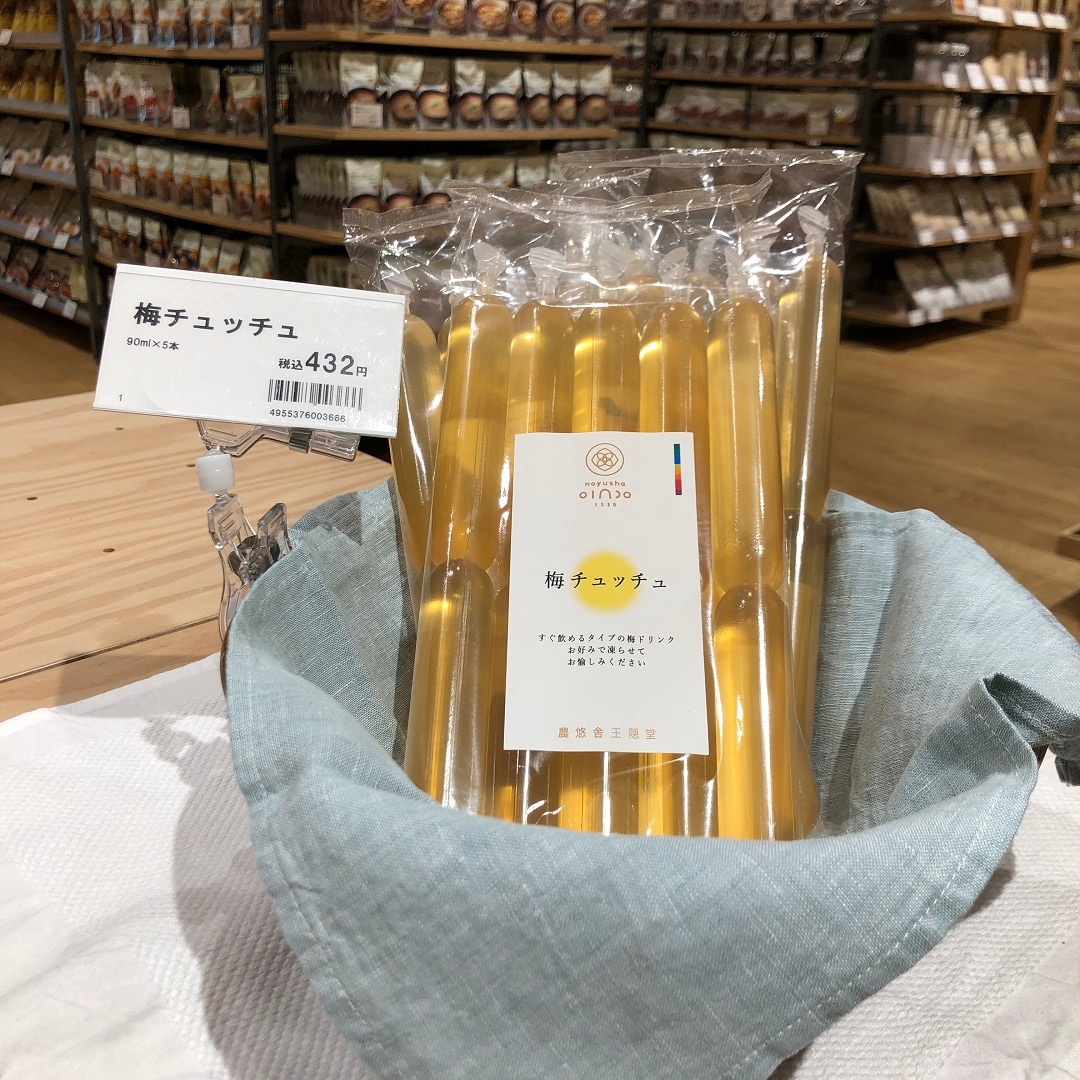 梅チュッチュ
90ml×5本
税込432円
4955376003666
1
noyusha
梅チュッチュ
すぐ飲めるタイプの梅ドリンク
お好みで凍らせて
お愉しみください
農悠舎王隠堂